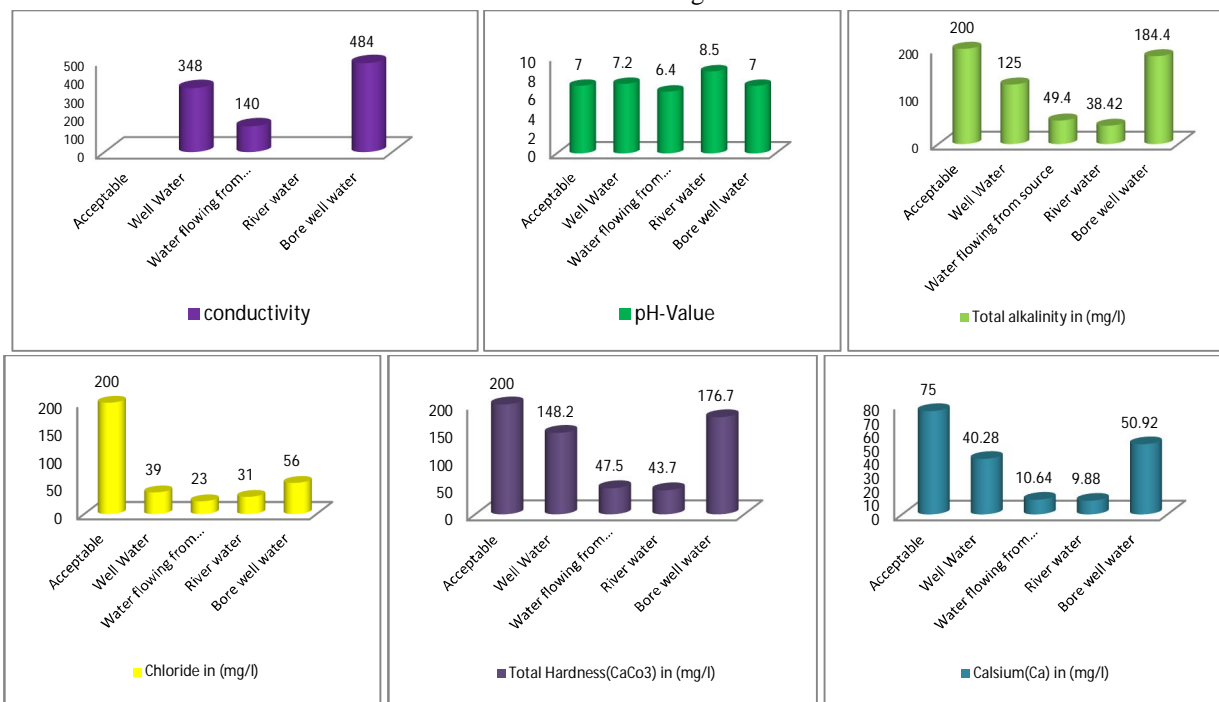 500
400
300
200
100
0
348
140
484
Acceptable
Well Water
Water flowing from...
River water
Bore well water
conductivity
10
8
6
4
2
0
7
7.2
6.4
8.5
7
Acceptable
Well Water
Water flowing from...
River water
Bore well water
pH-Value
200
100
0
200
125
49.4
38.42
184.4
Acceptable
Well Water
Water flowing from source
River water
Bore well water
Total alkalinity in (mg/l)
200
150
100
50
0
200
39
23
31
56
Acceptable
Well Water
Water flowing from...
River water
Bore well water
Chloride in (mg/l)
200
150
100
50
0
200
148.2
47.5
43.7
176.7
Acceptable
Well Water
Water flowing from...
River water
Bore well water
Total Hardness(CaCo3) in (mg/l)
80
70
60
50
40
30
20
10
0
75
40.28
10.64
9.88
50.92
Acceptable
Well Water
Water flowing from...
River water
Bore well water
Calsium(Ca) in (mg/l)